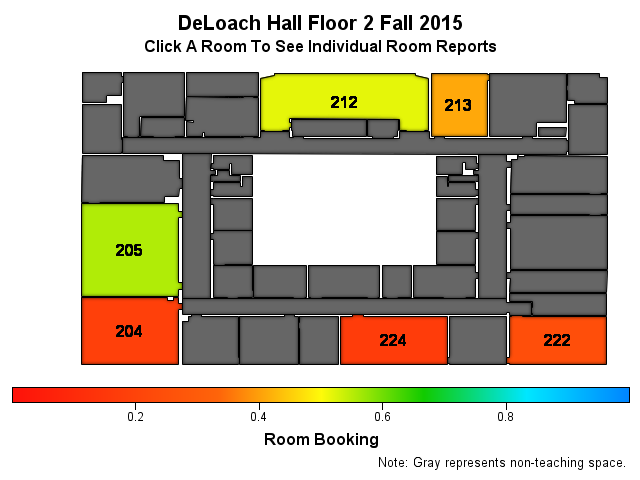 DeLoach Hall Floor 2 Fall 2015
Click A Room To See Individual Room Reports
212
213
205
204
224
222
0.2 0.4 0.6 0.8
Room Booking
Note: Gray represents non-teaching space.